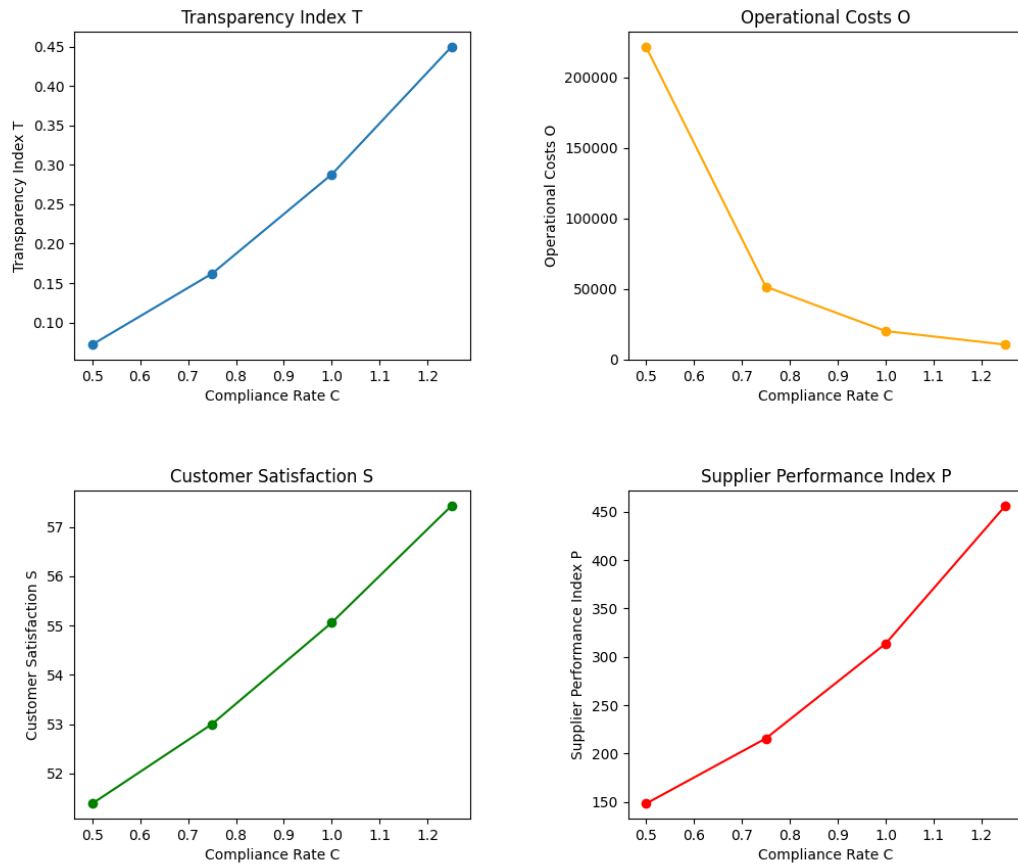 Transparency Index T
Transparency Index T
0.45
0.40
0.35
0.30
0.25
0.20
0.15
0.10
0.5 0.6 0.7 0.8 0.9 1.0 1.1 1.2
Compliance Rate C
Operational Costs O
Operational Costs O
200000
150000
100000
50000
0
0.5 0.6 0.7 0.8 0.9 1.0 1.1 1.2
Compliance Rate C
Customer Satisfaction S
Customer Satisfaction S
57
56
55
54
53
52
0.5 0.6 0.7 0.8 0.9 1.0 1.1 1.2
Compliance Rate C
Supplier Performance Index P
Supplier Performance Index P
450
400
350
300
250
200
150
0.5 0.6 0.7 0.8 0.9 1.0 1.1 1.2
Compliance Rate C